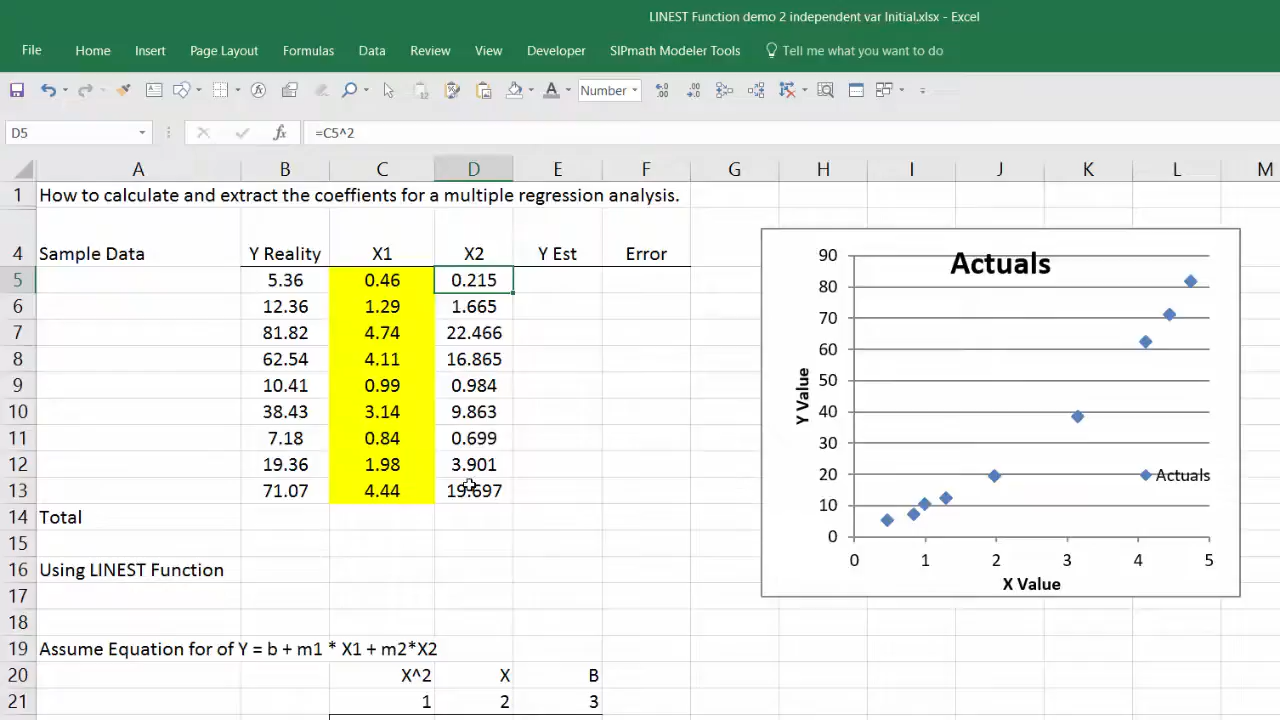 LINEST Function demo 2 independent var Initial.xlsx - Excel
File Home Insert Page Layout Formulas Data Review View Developer SIPmath Modeler Tools Tell me what you want to do
Number
D5 fx =C5^2
A B C D E F G H I J K L M
1 How to calculate and extract the coeffients for a multiple regression analysis.
4 Sample Data Y Reality X1 X2 Y Est Error
5 5.36 0.46 0.215
6 12.36 1.29 1.665
7 81.82 4.74 22.466
8 62.54 4.11 16.865
9 10.41 0.99 0.984
10 38.43 3.14 9.863
11 7.18 0.84 0.699
12 19.36 1.98 3.901
13 71.07 4.44 19.697
14 Total
15
16 Using LINEST Function
17
18
19 Assume Equation for of Y = b + m1 * X1 + m2*X2
20 X^2 X B
21 1 2 3
Actuals
Y Value
90
80
70
60
50
40
30
20
10
0
Actuals
0 1 2 3 4 5
X Value